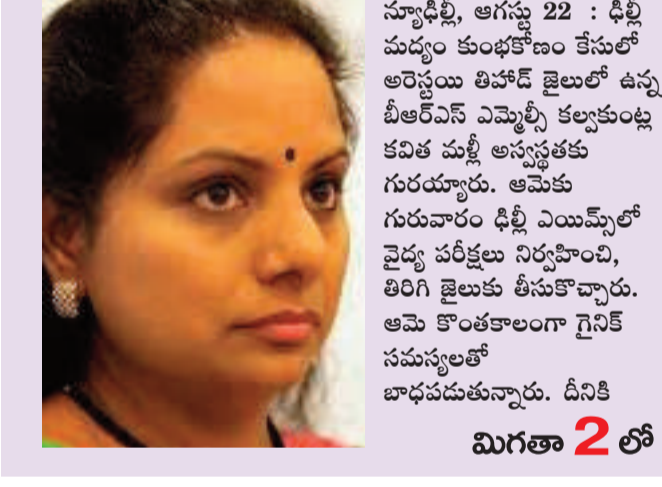 న్యూఢిల్లీ, ఆగస్టు 22 : ఢిల్లీ
మద్యం కుంభకోణం కేసులో
అరెస్టయి తిహాడ్ జైలులో ఉన్న
బీఆర్ఎస్ ఎమ్మెల్సీ కల్వకుంట్ల
కవిత మళ్లీ అస్వస్థతకు
గురయ్యారు. ఆమెకు
గురువారం ఢిల్లీ ఎయిమ్స్‌లో
వైద్య పరీక్షలు నిర్వహించి,
తిరిగి జైలుకు తీసుకొచ్చారు.
ఆమె కొంతకాలంగా గైనిక్
సమస్యలతో
బాధపడుతున్నారు. దీనికి
మిగతా 2 లో